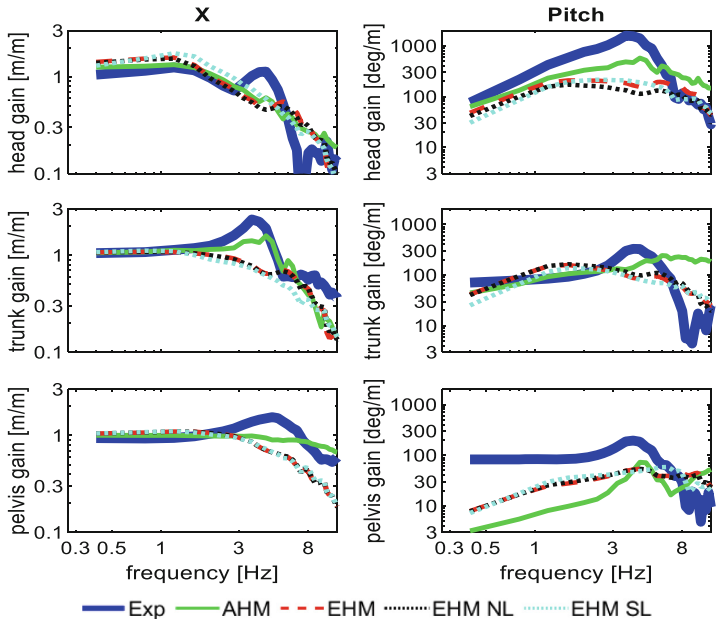 X
Pitch
head gain [m/m]
3
1
0.3
0.1
head gain [deg/m]
1000
300
100
30
10
3
trunk gain [m/m]
3
1
0.3
0.1
trunk gain [deg/m]
1000
300
100
30
10
3
pelvis gain [m/m]
3
1
0.3
0.1
pelvis gain [deg/m]
1000
300
100
30
10
3
0.3 0.5 1 3 8
0.3 0.5 1 3 8
frequency [Hz]
frequency [Hz]
Exp AHM EHM EHM NL EHM SL